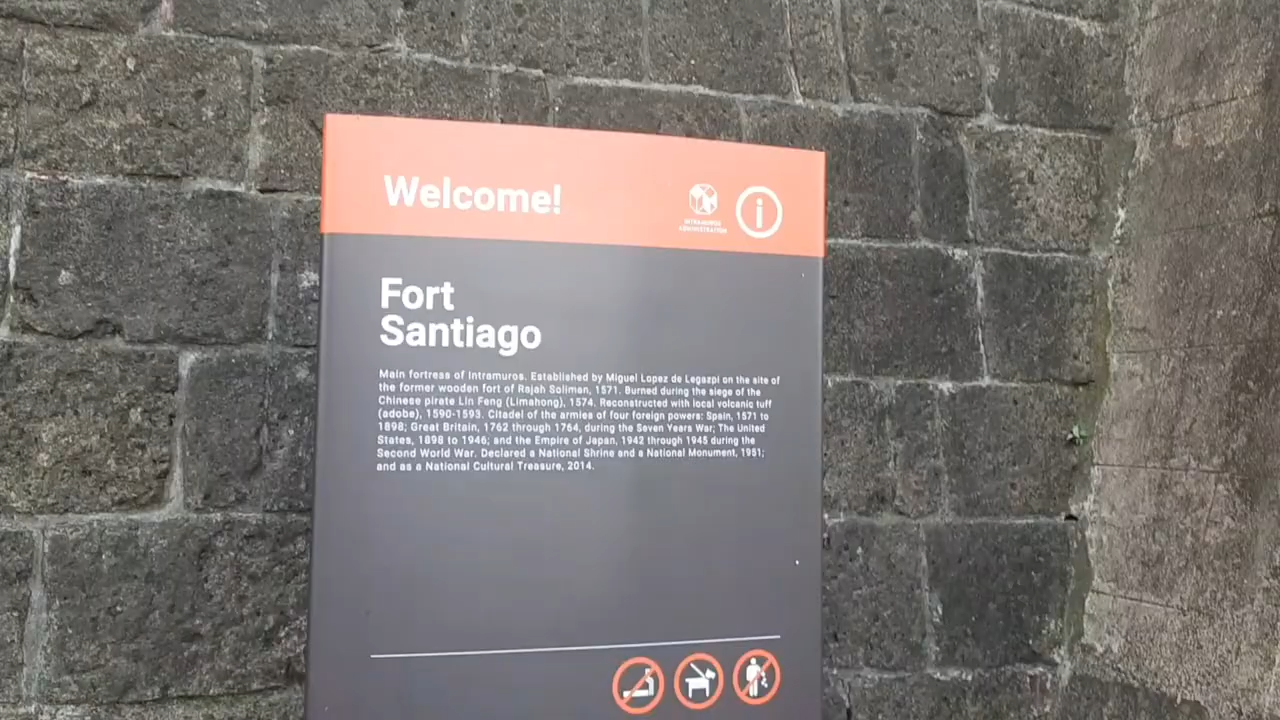 Welcome!
INTRAMUROS
ADMINISTRATION
i
Fort
Santiago
Main fortress of Intramuros. Established by Miguel Lopez de Legazpi on the site of
the former wooden fort of Rajah Soliman, 1571. Burned during the siege of the
Chinese pirate Lin Feng (Limahong), 1574. Reconstructed with local volcanic tuff
(adobe), 1590-1593. Citadel of the armies of four foreign powers: Spain, 1571 to
1898; Great Britain, 1762 through 1764, during the Seven Years War; The United
States, 1898 to 1946; and the Empire of Japan, 1942 through 1945 during the
Second World War. Declared a National Shrine and a National Monument, 1951;
and as a National Cultural Treasure, 2014.